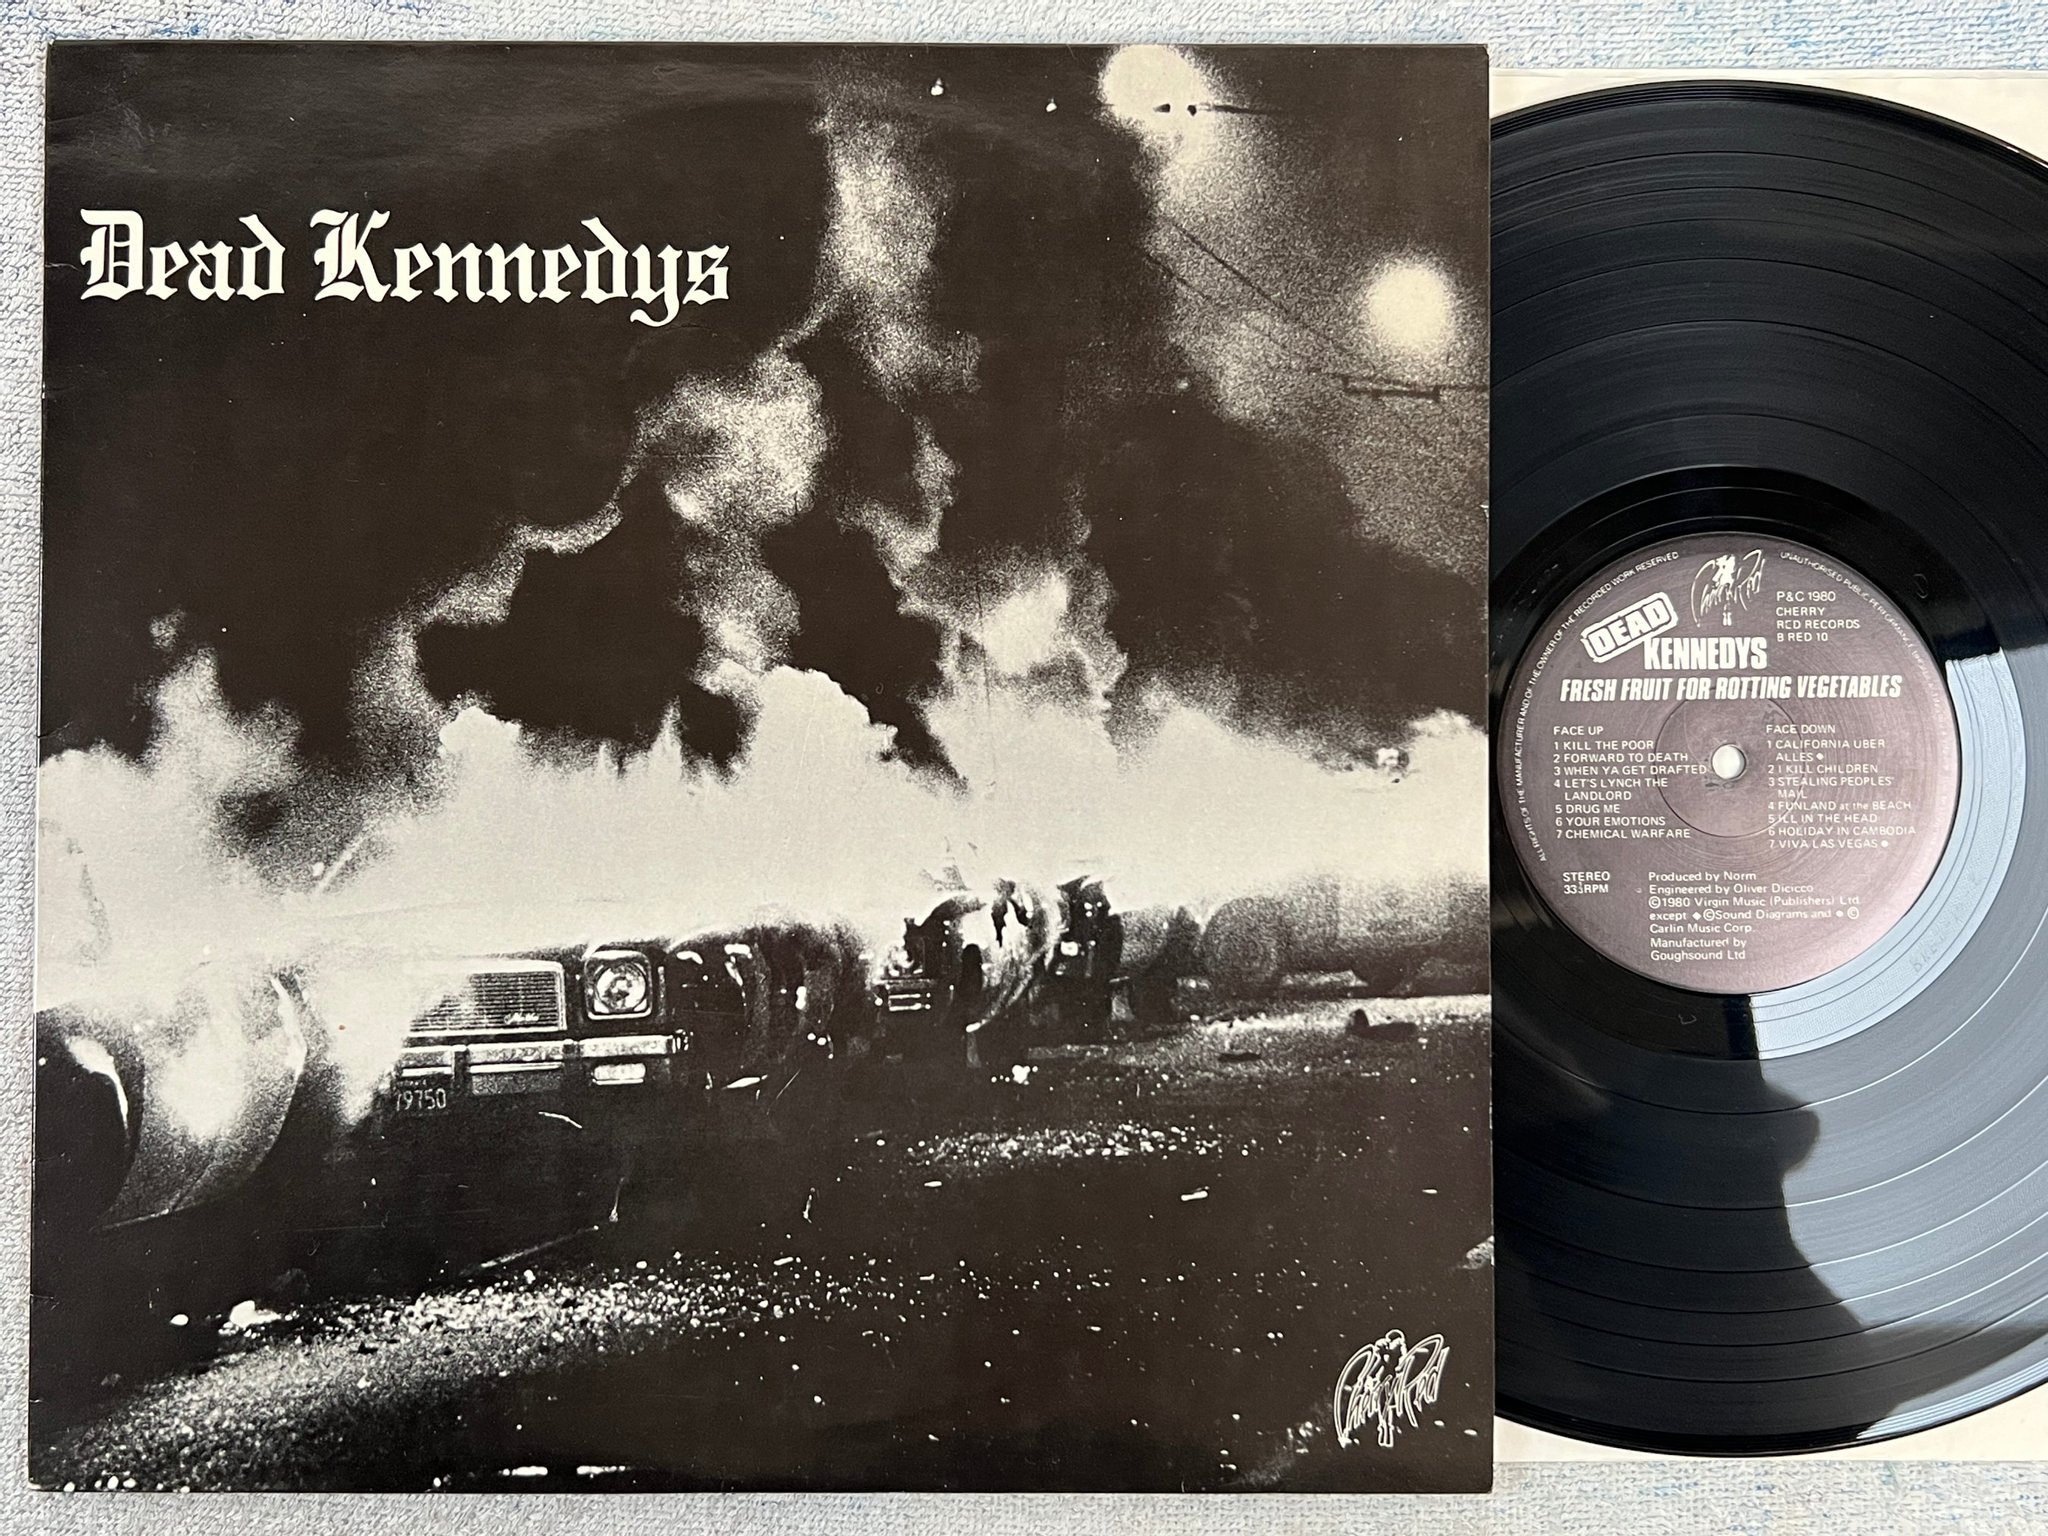 Dead Kennedys
79750
Cherry Red
ALL RIGHTS OF THE MANUFACTURER AND OF THE OWNER OF THE RECORDED WORK RESERVED
UNAUTHORISED PUBLIC
Cherry Red
P&C 1980
CHERRY
RED RECORDS
B RED 10
DEAD
KENNEDYS
FRESH FRUIT FOR ROTTING VEGETABLES
FACE UP
1 KILL THE POOR
2 FORWARD TO DEATH
3 WHEN YA GET DRAFTED
4 LET'S LYNCH THE
LANDLORD
5 DRUG ME
6 YOUR EMOTIONS
7 CHEMICAL WARFARE
FACE DOWN
1 CALIFORNIA UBER
ALLES ●
2 I KILL CHILDREN
3 STEALING PEOPLES'
MAIL
4 FUNLAND at the BEACH
5 ILL IN THE HEAD
6 HOLIDAY IN CAMBODIA
7 VIVA LAS VEGAS ●
STEREO
33⅓RPM
Produced by Norm
Engineered by Oliver Dicicco
©1980 Virgin Music (Publishers) Ltd
except ◆ ©Sound Diagrams and ● ©
Carlin Music Corp.
Manufactured by
Goughsound Ltd